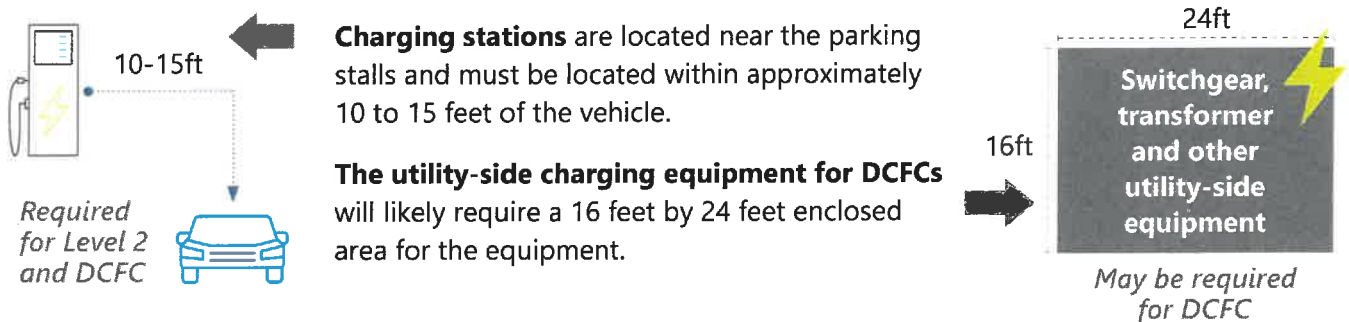 10-15ft
Required
for Level 2
and DCFC
Charging stations are located near the parking
stalls and must be located within approximately
10 to 15 feet of the vehicle.
The utility-side charging equipment for DCFCs
will likely require a 16 feet by 24 feet enclosed
area for the equipment.
24ft
16ft
Switchgear,
transformer
and other
utility-side
equipment
May be required
for DCFC